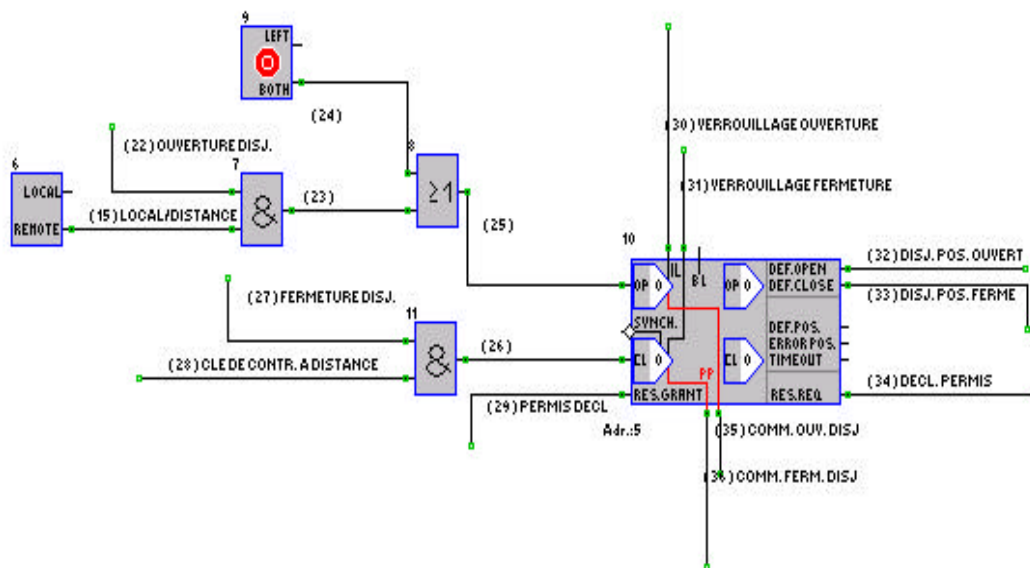 9
LEFT
BOTH
(24)
(30) VERROUILLAGE OUVERTURE
(22) OUVERTURE DISJ.
6
7
8
LOCAL
&
≥1
(31) VERROUILLAGE FERMETURE
(15) LOCAL/DISTANCE
(23)
REMOTE
(25)
10
IL
BL
OP 0
OP 0
DEF.OPEN
DEF.CLOSE
(32) DISJ. POS. OUVERT
(33) DISJ. POS. FERME
(27) FERMETURE DISJ.
11
SYNCH.
DEF.POS.
ERROR POS.
TIMEOUT
&
(26)
CL 0
CL 0
(28) CLE DE CONTR. A DISTANCE
PP
(34) DECL. PERMIS
RES.GRANT
RES.REQ.
(29) PERMIS DECL
Adr.:5
(35) COMM. OUV. DISJ
(36) COMM. FERM. DISJ